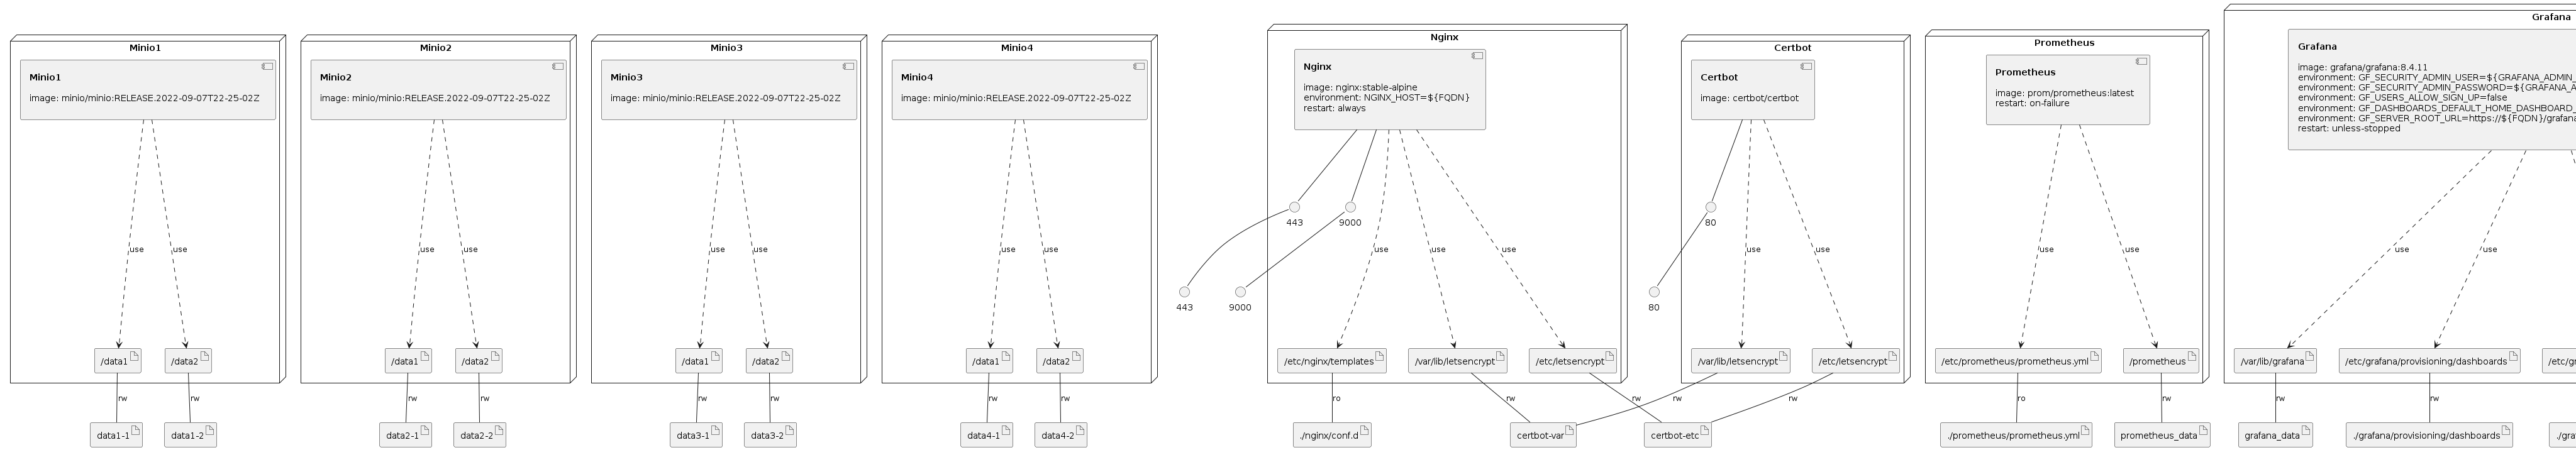 Minio1
Minio1
image: minio/minio:RELEASE.2022-09-07T22-25-02Z
use
use
/data1
/data2
rw
rw
data1-1
data1-2
Minio2
Minio2
image: minio/minio:RELEASE.2022-09-07T22-25-02Z
use
use
/data1
/data2
rw
rw
data2-1
data2-2
Minio3
Minio3
image: minio/minio:RELEASE.2022-09-07T22-25-02Z
use
use
/data1
/data2
rw
rw
data3-1
data3-2
Minio4
Minio4
image: minio/minio:RELEASE.2022-09-07T22-25-02Z
use
use
/data1
/data2
rw
rw
data4-1
data4-2
Nginx
Nginx
image: nginx:stable-alpine
environment: NGINX_HOST=${FQDN}
restart: always
443
9000
use
use
use
443
9000
/etc/nginx/templates
/var/lib/letsencrypt
/etc/letsencrypt
ro
rw
rw
./nginx/conf.d
certbot-var
certbot-etc
Certbot
Certbot
image: certbot/certbot
80
use
use
80
/var/lib/letsencrypt
/etc/letsencrypt
rw
rw
Prometheus
Prometheus
image: prom/prometheus:latest
restart: on-failure
use
use
/etc/prometheus/prometheus.yml
/prometheus
ro
rw
./prometheus/prometheus.yml
prometheus_data
Grafana
Grafana
image: grafana/grafana:8.4.11
environment: GF_SECURITY_ADMIN_USER=${GRAFANA_ADMIN_
environment: GF_SECURITY_ADMIN_PASSWORD=${GRAFANA_A
environment: GF_USERS_ALLOW_SIGN_UP=false
environment: GF_DASHBOARDS_DEFAULT_HOME_DASHBOARD_
environment: GF_SERVER_ROOT_URL=https://${FQDN}/grafana
restart: unless-stopped
use
use
/var/lib/grafana
/etc/grafana/provisioning/dashboards
/etc/gr
rw
rw
grafana_data
./grafana/provisioning/dashboards
./gra